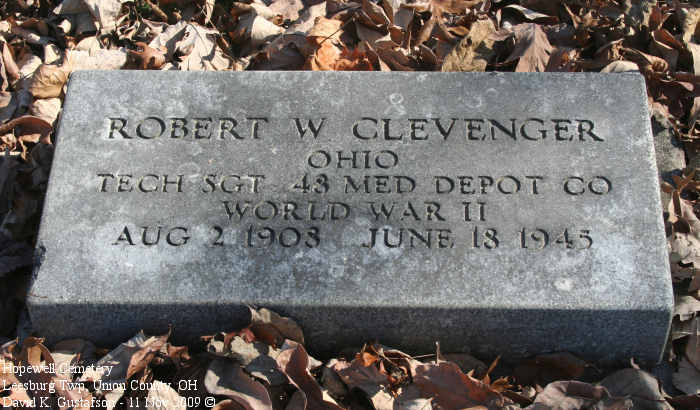 ROBERT W CLEVENGER
OHIO
TECH SGT 48 MED DEPOT CO
WORLD WAR II
AUG 2 1908 JUNE 18 1945
Hopewell Cemetery
Leesburg Twp, Union County, OH
David K. Gustafson - 11 Nov 2009 ©